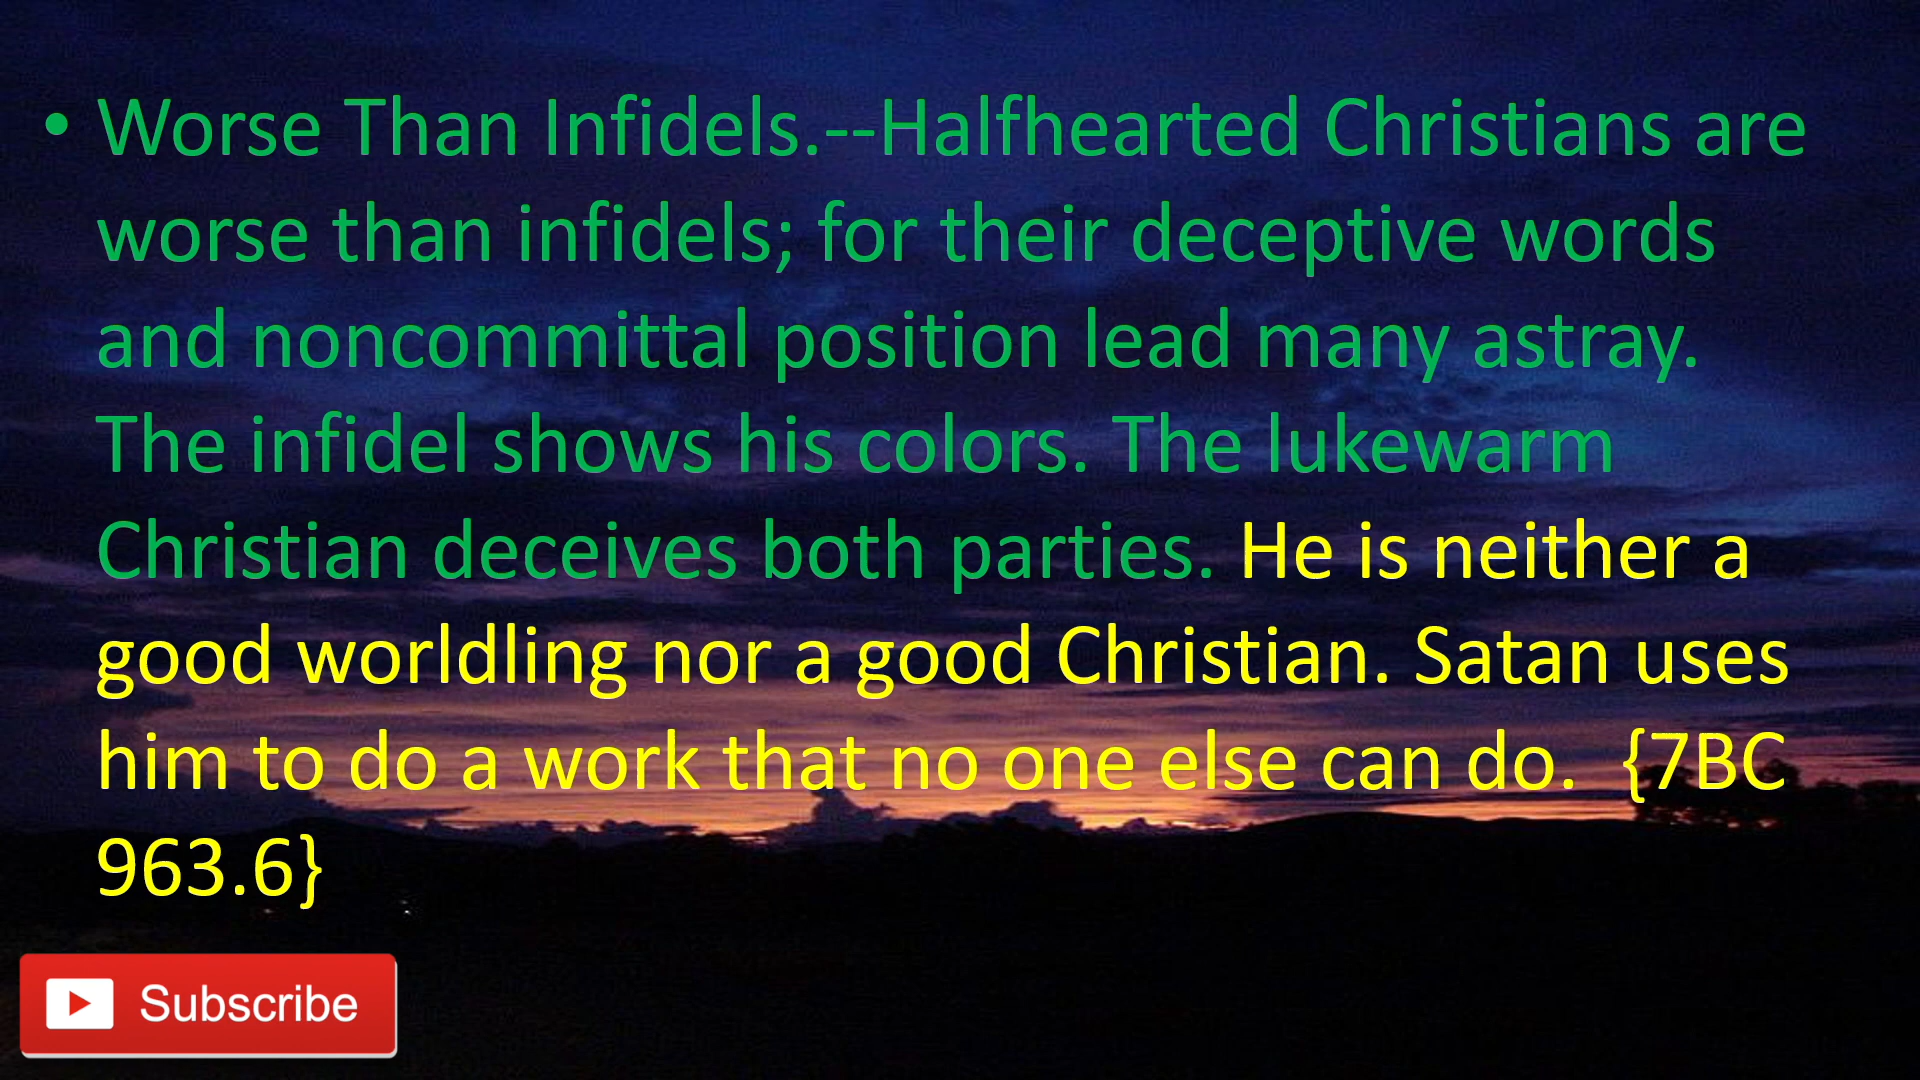 • Worse Than Infidels.--Halfhearted Christians are
worse than infidels; for their deceptive words
and noncommittal position lead many astray.
The infidel shows his colors. The lukewarm
Christian deceives both parties. He is neither a
good worldling nor a good Christian. Satan uses
him to do a work that no one else can do.  {7BC
963.6}
Subscribe